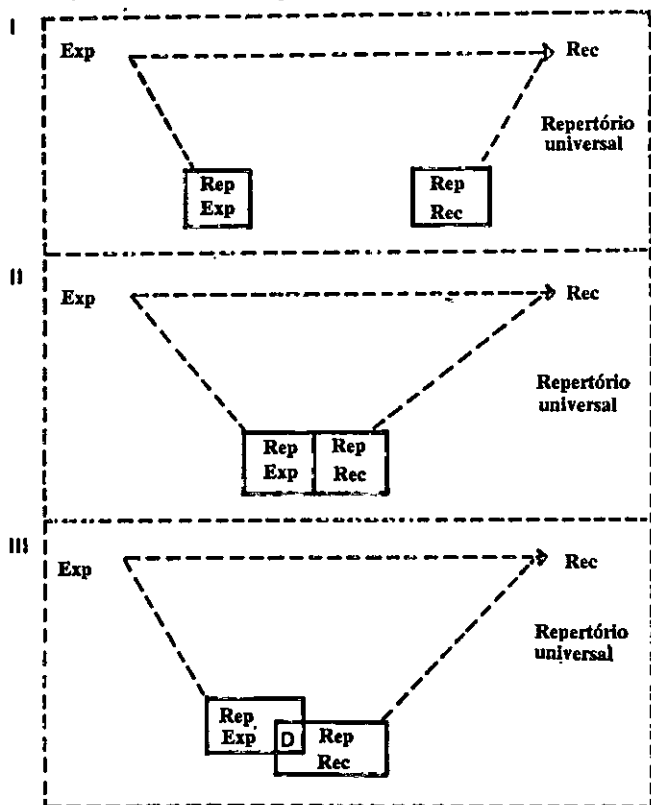 I
Exp
Rec
Repertório
universal
Rep
Exp
Rep
Rec
II
Exp
Rec
Repertório
universal
Rep
Exp
Rep
Rec
III
Exp
Rec
Repertório
universal
Rep
Exp
D
Rep
Rec